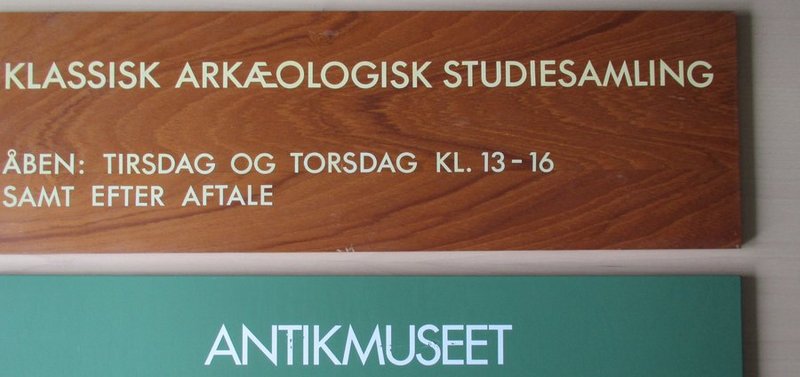 KLASSISK ARKÆOLOGISK STUDIESAMLING
ÅBEN: TIRSDAG OG TORSDAG KL. 13-16
SAMT EFTER AFTALE
ANTIKMUSEET